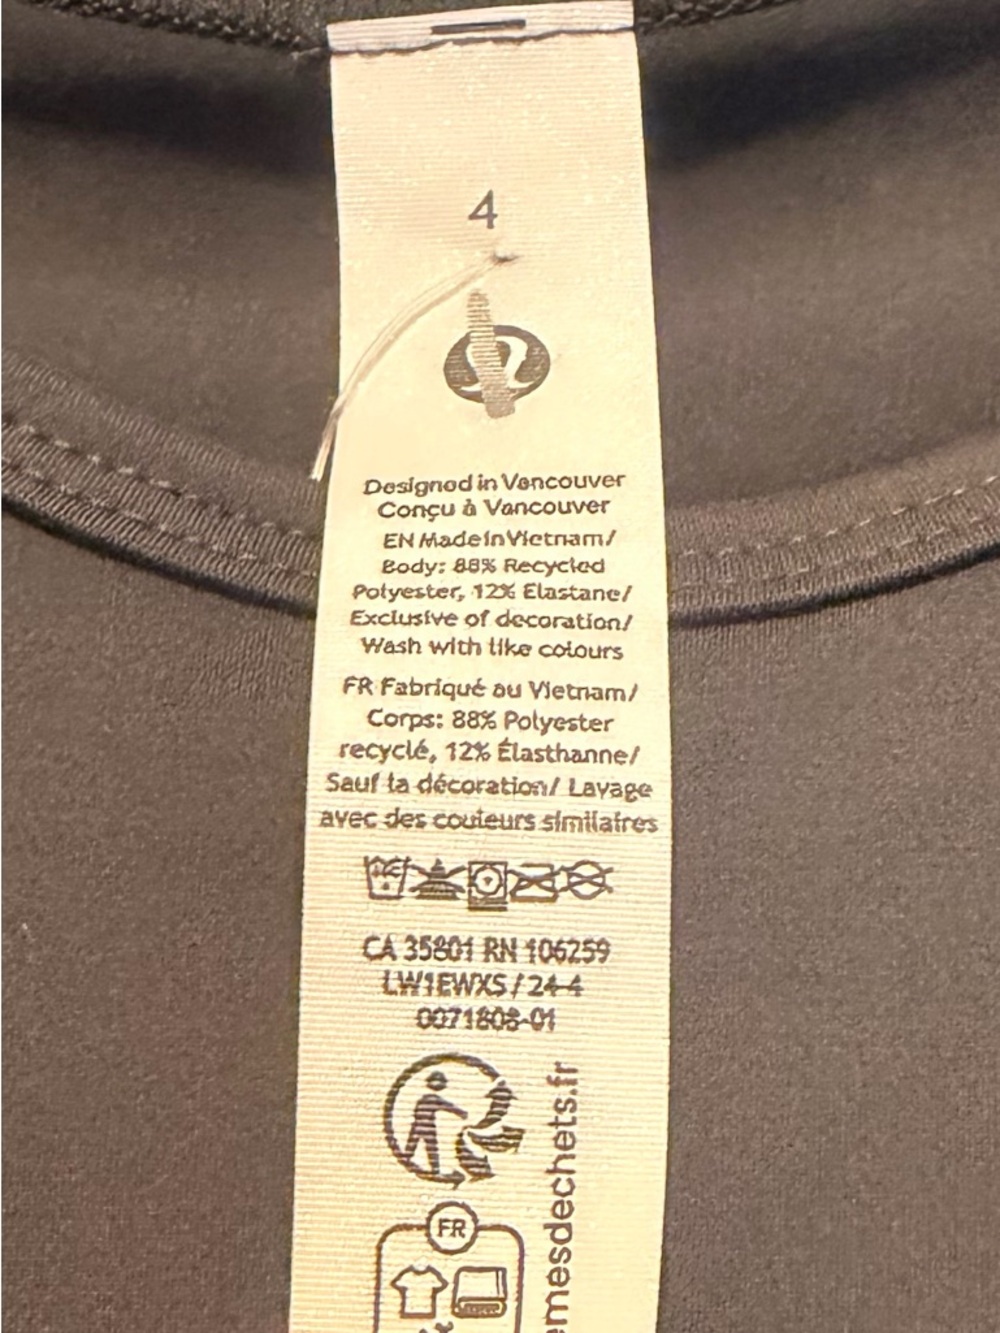 4
Designed in Vancouver
Conçu à Vancouver
EN Made in Vietnam/
Body: 88% Recycled
Polyester, 12% Elastane/
Exclusive of decoration/
Wash with like colours
FR Fabriqué au Vietnam/
Corps: 88% Polyester
recyclé, 12% Élasthanne/
Sauf la décoration/ Lavage
avec des couleurs similaires
CA 35801 RN 106259
LW1EWXS / 24-4
0071808-01
FR
emesdechets.fr